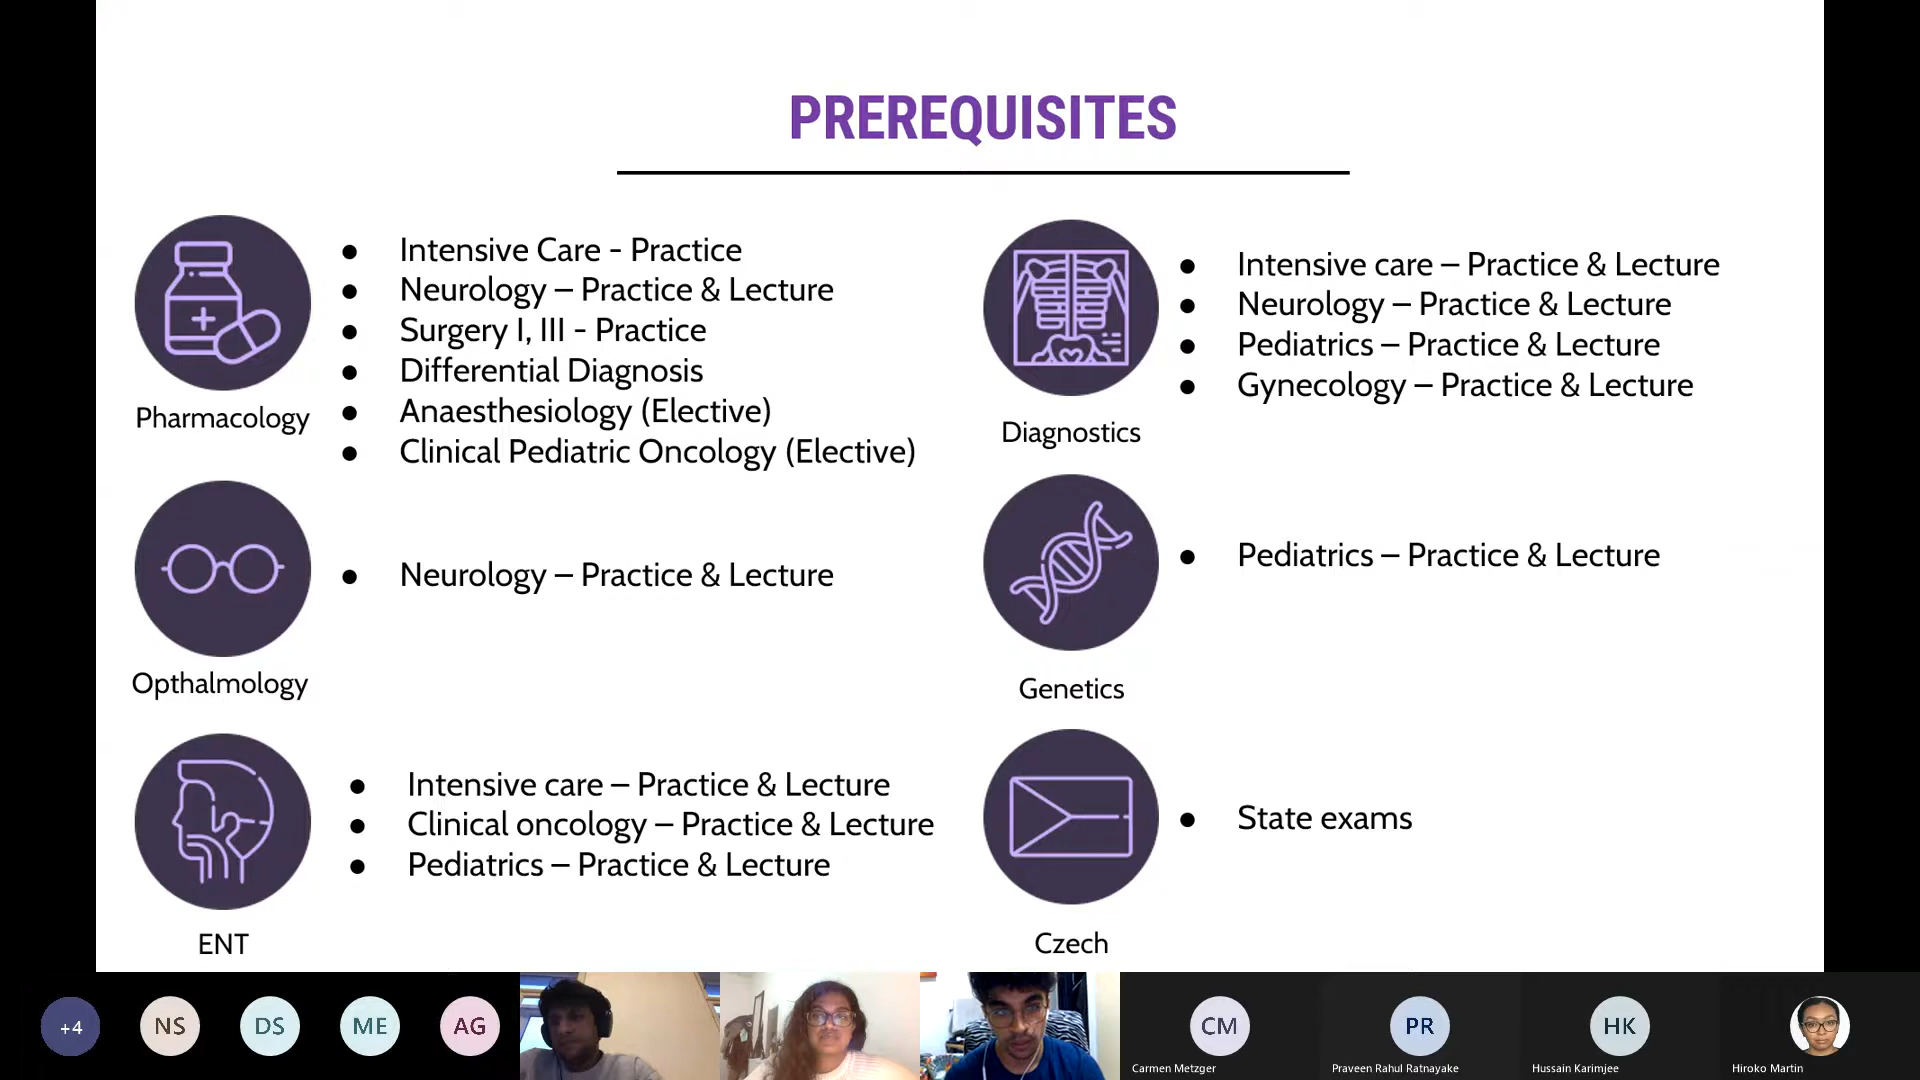 PREREQUISITES
Intensive Care - Practice
Neurology – Practice & Lecture
Surgery I, III - Practice
Differential Diagnosis
Anaesthesiology (Elective)
Clinical Pediatric Oncology (Elective)
Pharmacology
Intensive care – Practice & Lecture
Neurology – Practice & Lecture
Pediatrics – Practice & Lecture
Gynecology – Practice & Lecture
Diagnostics
Neurology – Practice & Lecture
Opthalmology
Pediatrics – Practice & Lecture
Genetics
Intensive care – Practice & Lecture
Clinical oncology – Practice & Lecture
Pediatrics – Practice & Lecture
ENT
State exams
Czech
+4
NS
DS
ME
AG
CM
Carmen Metzger
PR
Praveen Rahul Ratnayake
HK
Hussain Karimjee
Hiroko Martin